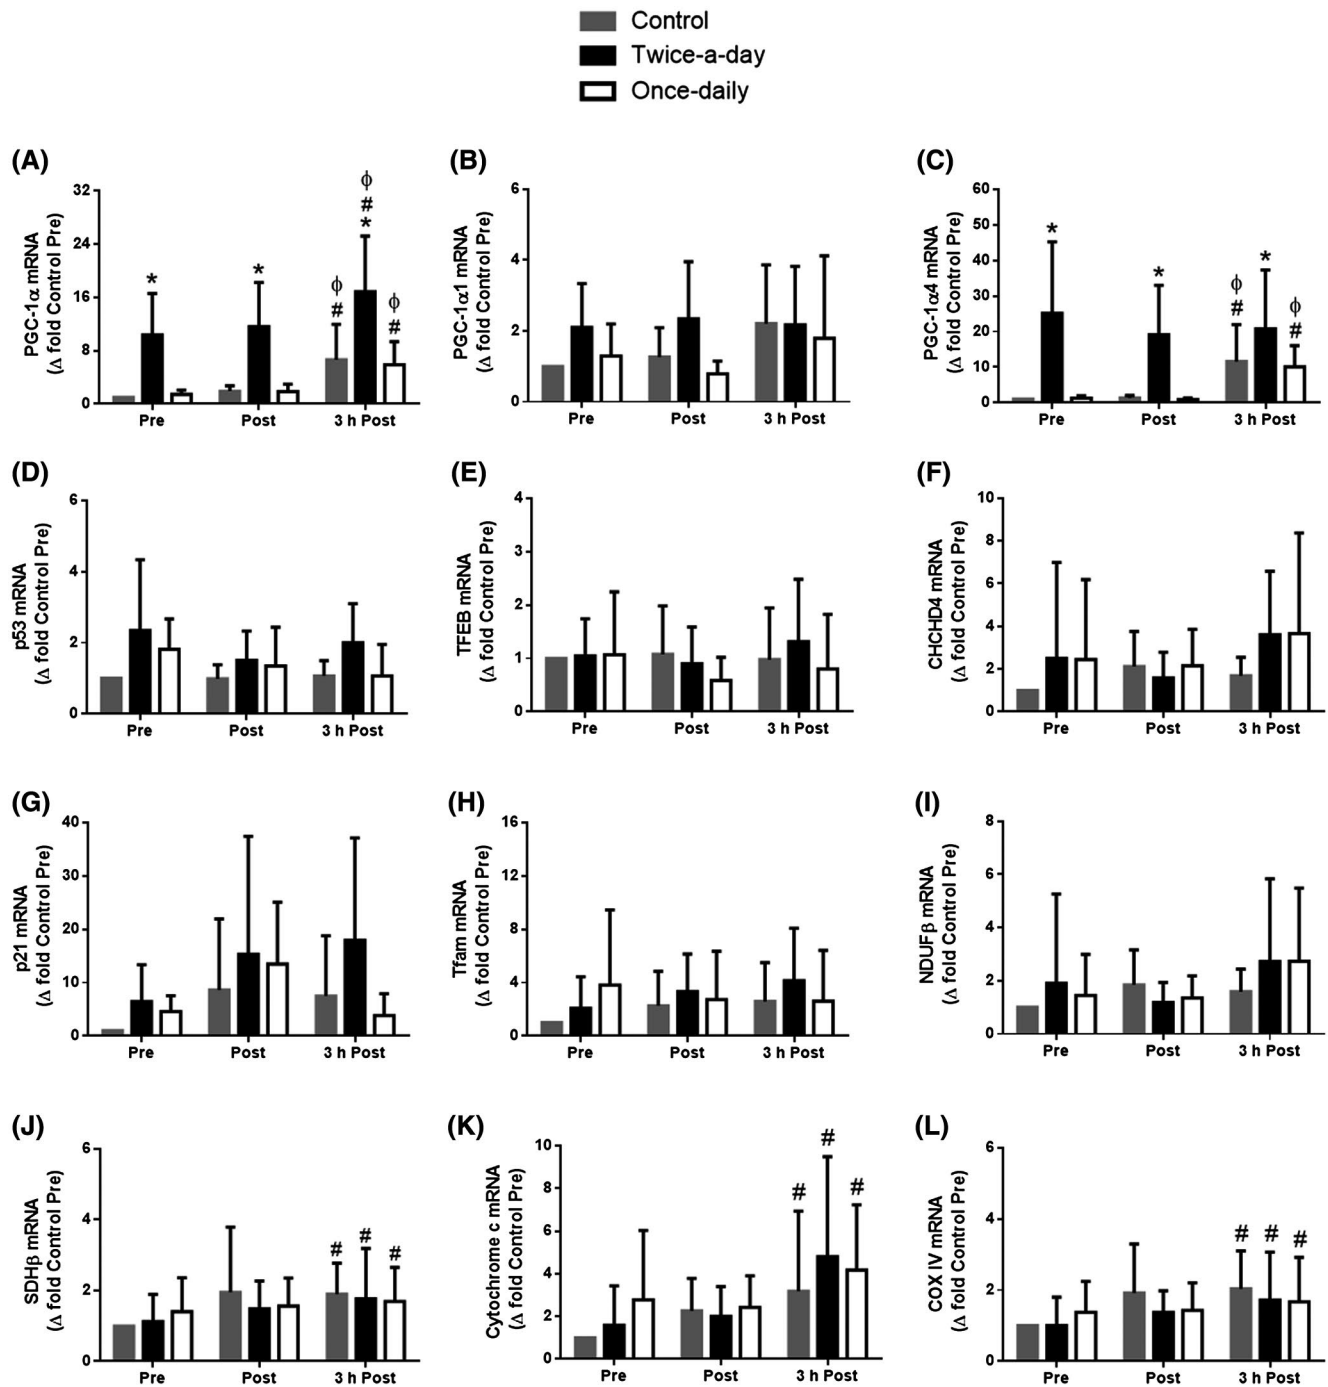 Control
Twice-a-day
Once-daily
(A)
PGC-1α mRNA
(Δ fold Control Pre)
32
24
16
8
0
*
*
ϕ
#
ϕ
#
*
ϕ
#
Pre Post 3 h Post
(B)
PGC-1α1 mRNA
(Δ fold Control Pre)
6
4
2
0
Pre Post 3 h Post
(C)
PGC-1α4 mRNA
(Δ fold Control Pre)
60
50
40
30
20
10
0
*
*
ϕ
#
*
ϕ
#
Pre Post 3 h Post
(D)
p53 mRNA
(Δ fold Control Pre)
6
4
2
0
Pre Post 3 h Post
(E)
TFEB mRNA
(Δ fold Control Pre)
4
3
2
1
0
Pre Post 3 h Post
(F)
CHCHD4 mRNA
(Δ fold Control Pre)
10
8
6
4
2
0
Pre Post 3 h Post
(G)
p21 mRNA
(Δ fold Control Pre)
40
30
20
10
0
Pre Post 3 h Post
(H)
Tfam mRNA
(Δ fold Control Pre)
16
12
8
4
0
Pre Post 3 h Post
(I)
NDUFβ mRNA
(Δ fold Control Pre)
8
6
4
2
0
Pre Post 3 h Post
(J)
SDHβ mRNA
(Δ fold Control Pre)
6
4
2
0
# # #
Pre Post 3 h Post
(K)
Cytochrome c mRNA
(Δ fold Control Pre)
10
8
6
4
2
0
# # #
Pre Post 3 h Post
(L)
COX IV mRNA
(Δ fold Control Pre)
6
4
2
0
# # #
Pre Post 3 h Post